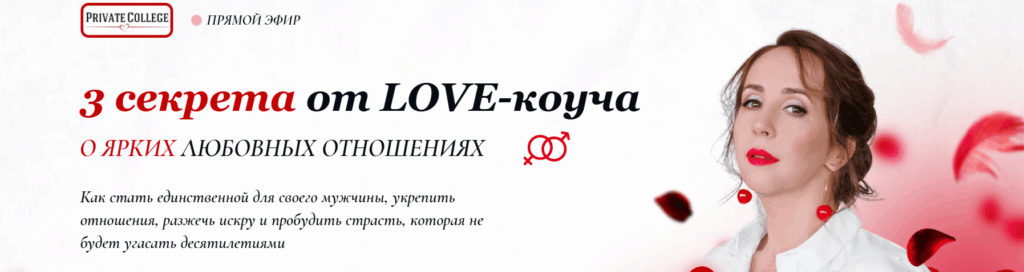 PRIVATE COLLEGE
ПРЯМОЙ ЭФИР
3 секрета от LOVE-коуча
О ЯРКИХ ЛЮБОВНЫХ ОТНОШЕНИЯХ
Как стать единственной для своего мужчины, укрепить
отношения, разжечь искру и пробудить страсть, которая не
будет угасать десятилетиями